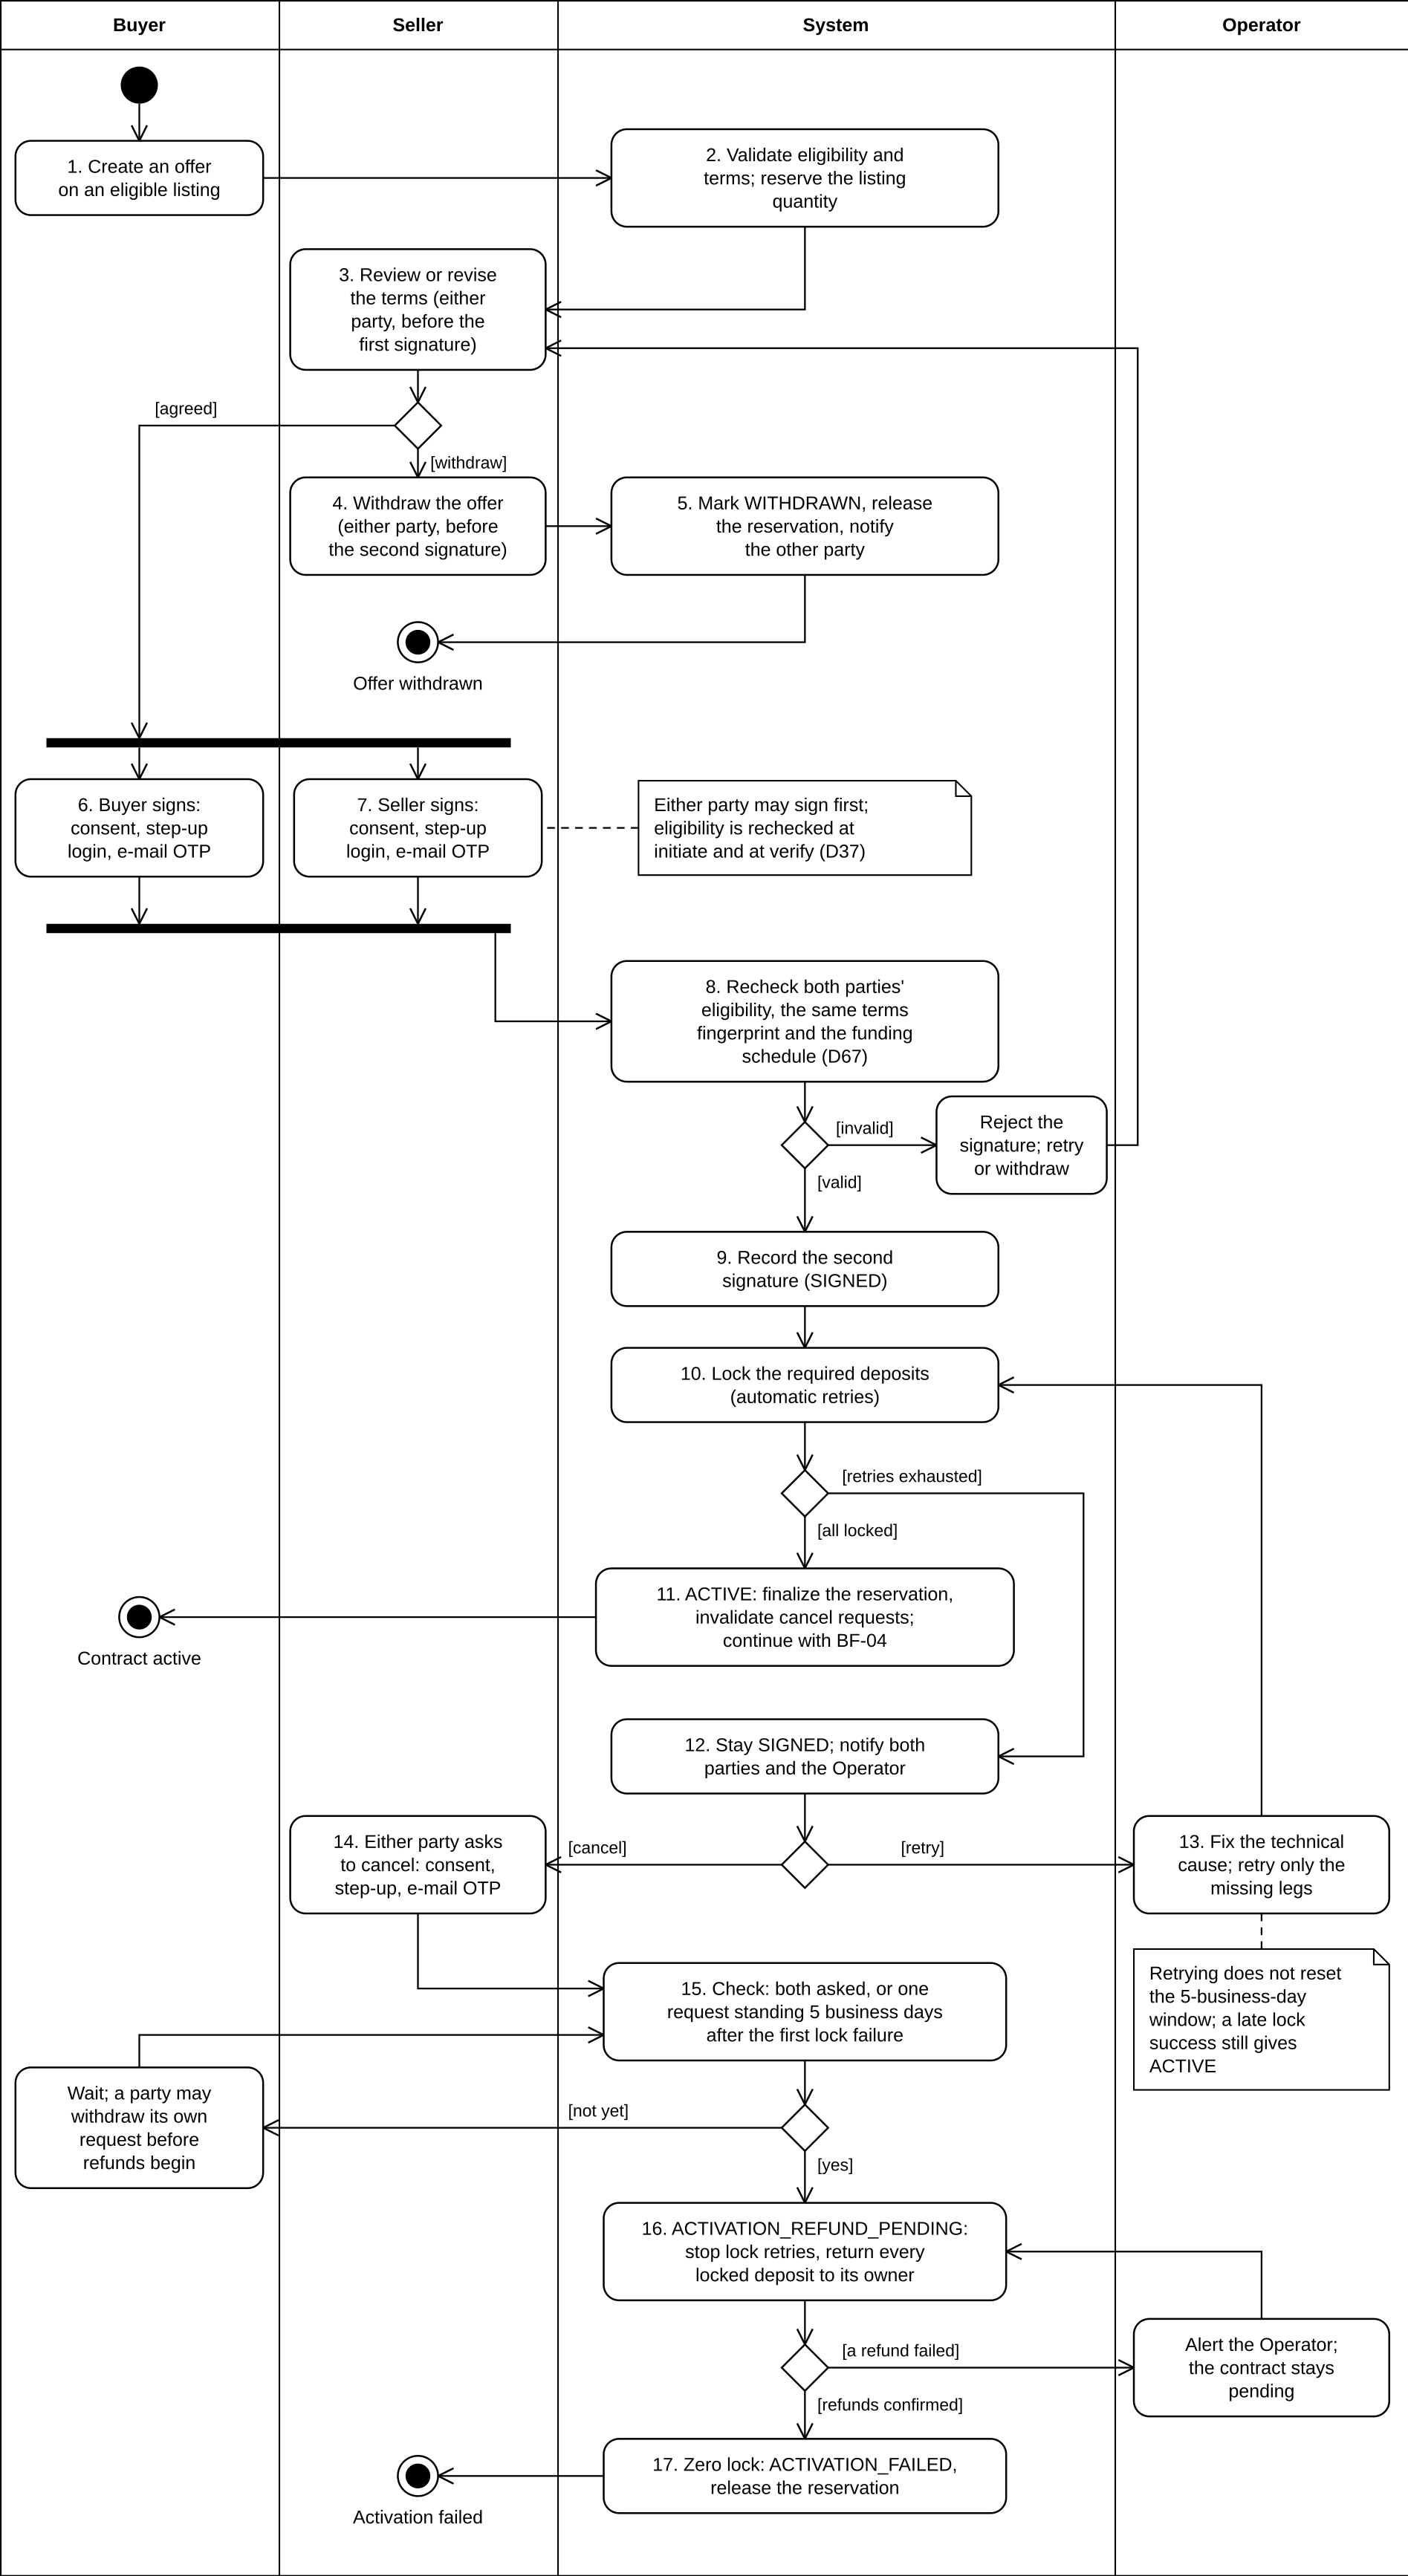 Buyer
Seller
System
Operator
1. Create an offer
on an eligible listing
2. Validate eligibility and
terms; reserve the listing
quantity
3. Review or revise
the terms (either
party, before the
first signature)
[agreed]
[withdraw]
4. Withdraw the offer
(either party, before
the second signature)
5. Mark WITHDRAWN, release
the reservation, notify
the other party
Offer withdrawn
6. Buyer signs:
consent, step-up
login, e-mail OTP
7. Seller signs:
consent, step-up
login, e-mail OTP
Either party may sign first;
eligibility is rechecked at
initiate and at verify (D37)
8. Recheck both parties'
eligibility, the same terms
fingerprint and the funding
schedule (D67)
[invalid]
Reject the
signature; retry
or withdraw
[valid]
9. Record the second
signature (SIGNED)
10. Lock the required deposits
(automatic retries)
[retries exhausted]
[all locked]
11. ACTIVE: finalize the reservation,
invalidate cancel requests;
continue with BF-04
Contract active
12. Stay SIGNED; notify both
parties and the Operator
14. Either party asks
to cancel: consent,
step-up, e-mail OTP
[cancel]
[retry]
13. Fix the technical
cause; retry only the
missing legs
15. Check: both asked, or one
request standing 5 business days
after the first lock failure
Retrying does not reset
the 5-business-day
window; a late lock
success still gives
ACTIVE
Wait; a party may
withdraw its own
request before
refunds begin
[not yet]
[yes]
16. ACTIVATION_REFUND_PENDING:
stop lock retries, return every
locked deposit to its owner
[a refund failed]
Alert the Operator;
the contract stays
pending
[refunds confirmed]
17. Zero lock: ACTIVATION_FAILED,
release the reservation
Activation failed